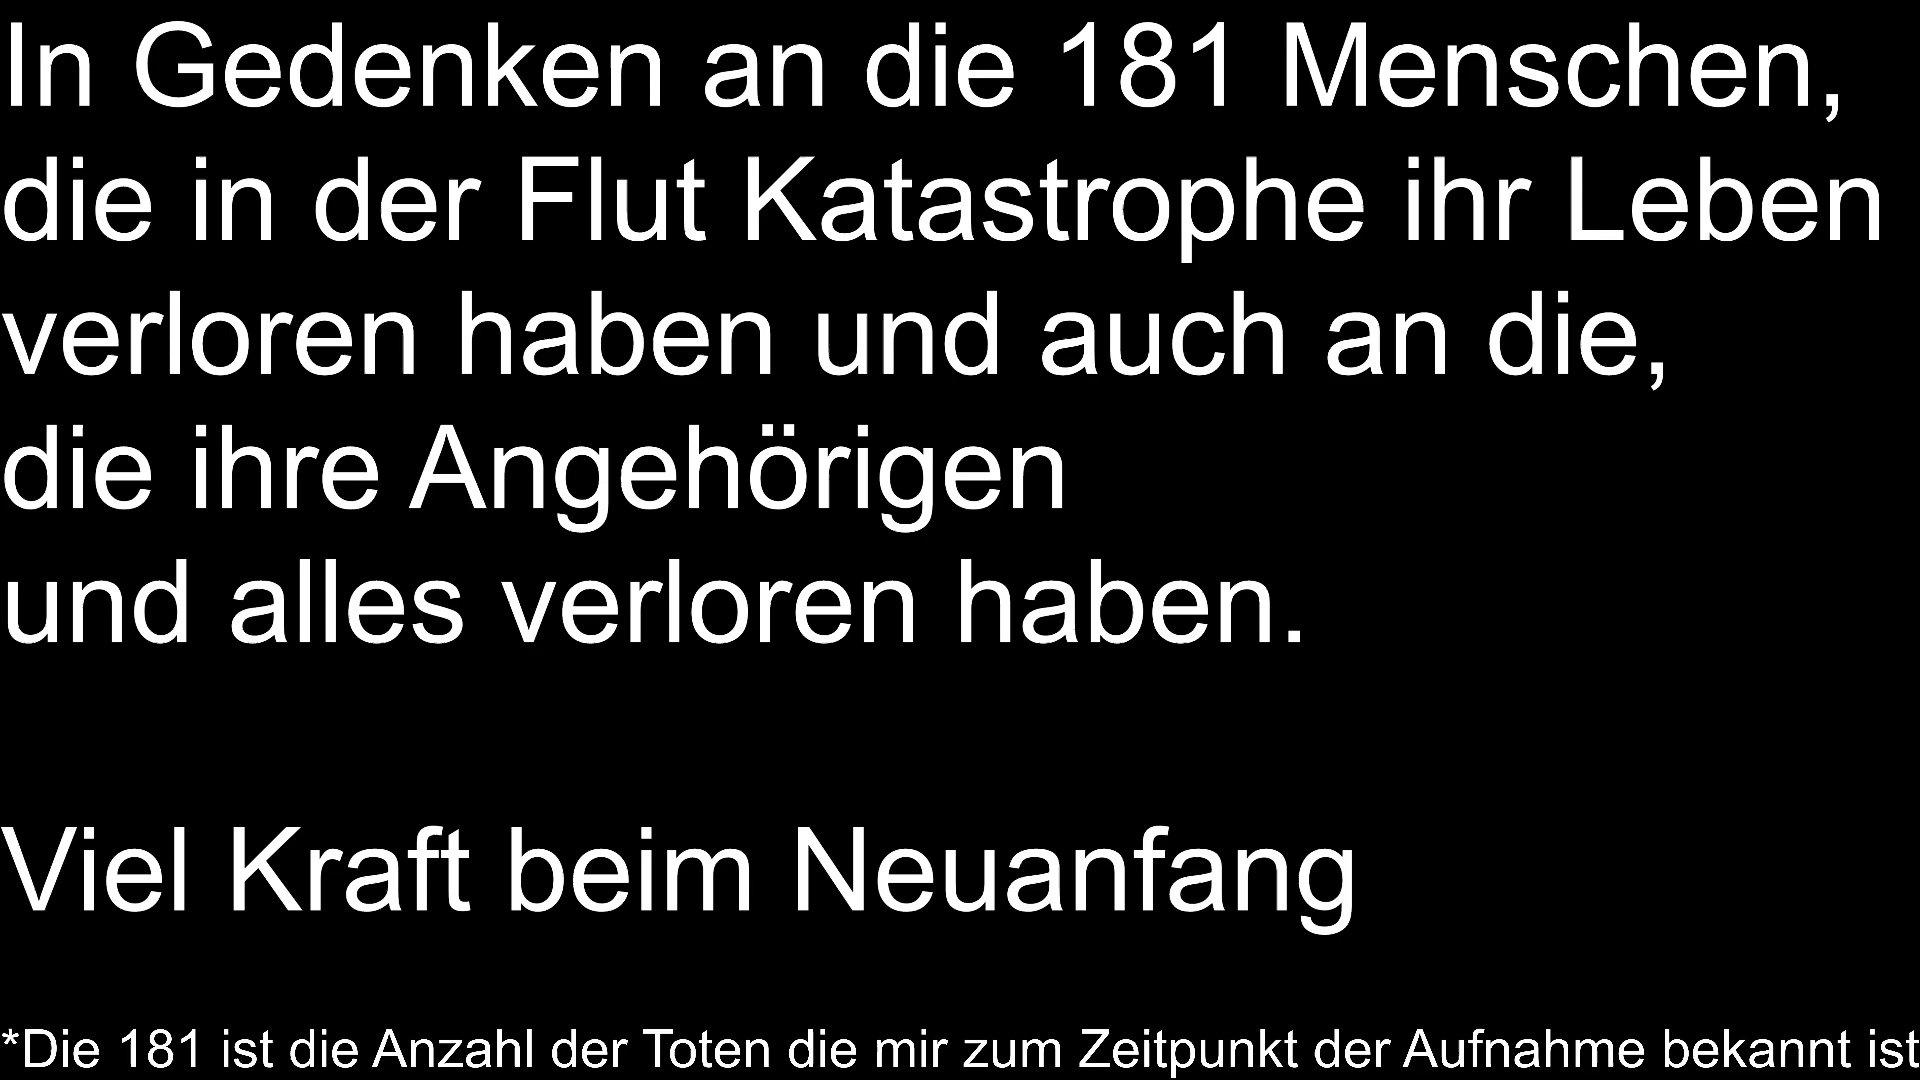 In Gedenken an die 181 Menschen,
die in der Flut Katastrophe ihr Leben
verloren haben und auch an die,
die ihre Angehörigen
und alles verloren haben.
Viel Kraft beim Neuanfang
*Die 181 ist die Anzahl der Toten die mir zum Zeitpunkt der Aufnahme bekannt ist